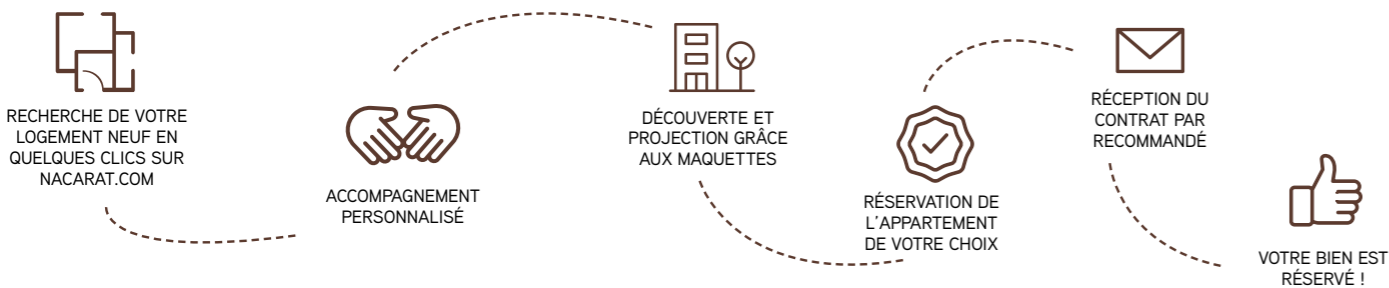 RECHERCHE DE VOTRE
LOGEMENT NEUF EN
QUELQUES CLICS SUR
NACARAT.COM
ACCOMPAGNEMENT
PERSONNALISÉ
DÉCOUVERTE ET
PROJECTION GRÂCE
AUX MAQUETTES
RÉSERVATION DE
L'APPARTEMENT
DE VOTRE CHOIX
RÉCEPTION DU
CONTRAT PAR
RECOMMANDÉ
VOTRE BIEN EST
RÉSERVÉ !